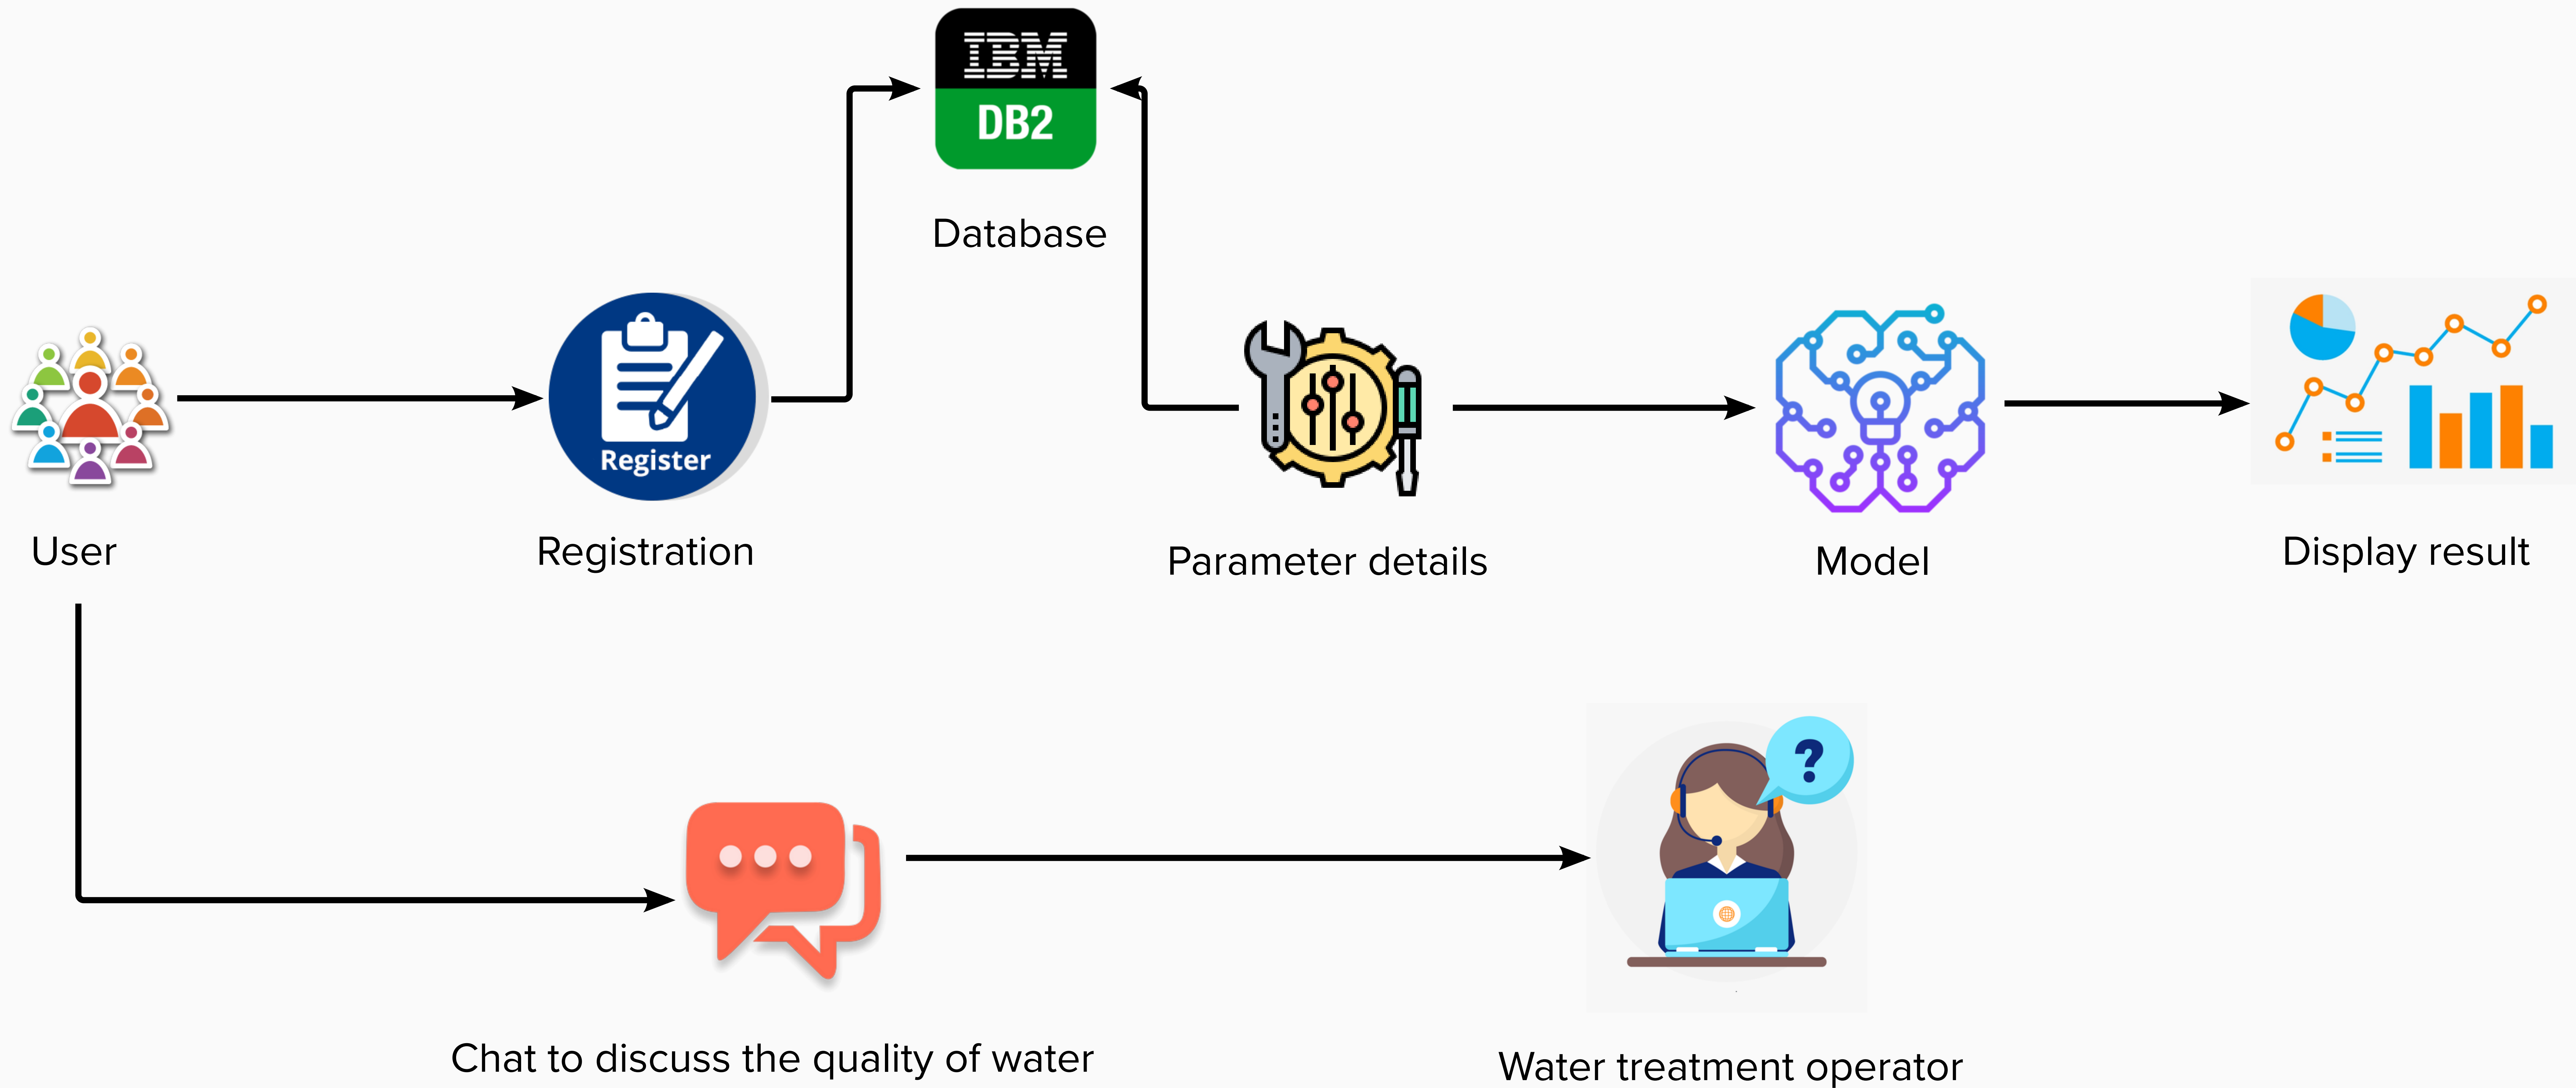 IBM
DB2
Database
Register
User
Registration
Parameter details
Model
Display result
?
Chat to discuss the quality of water
Water treatment operator